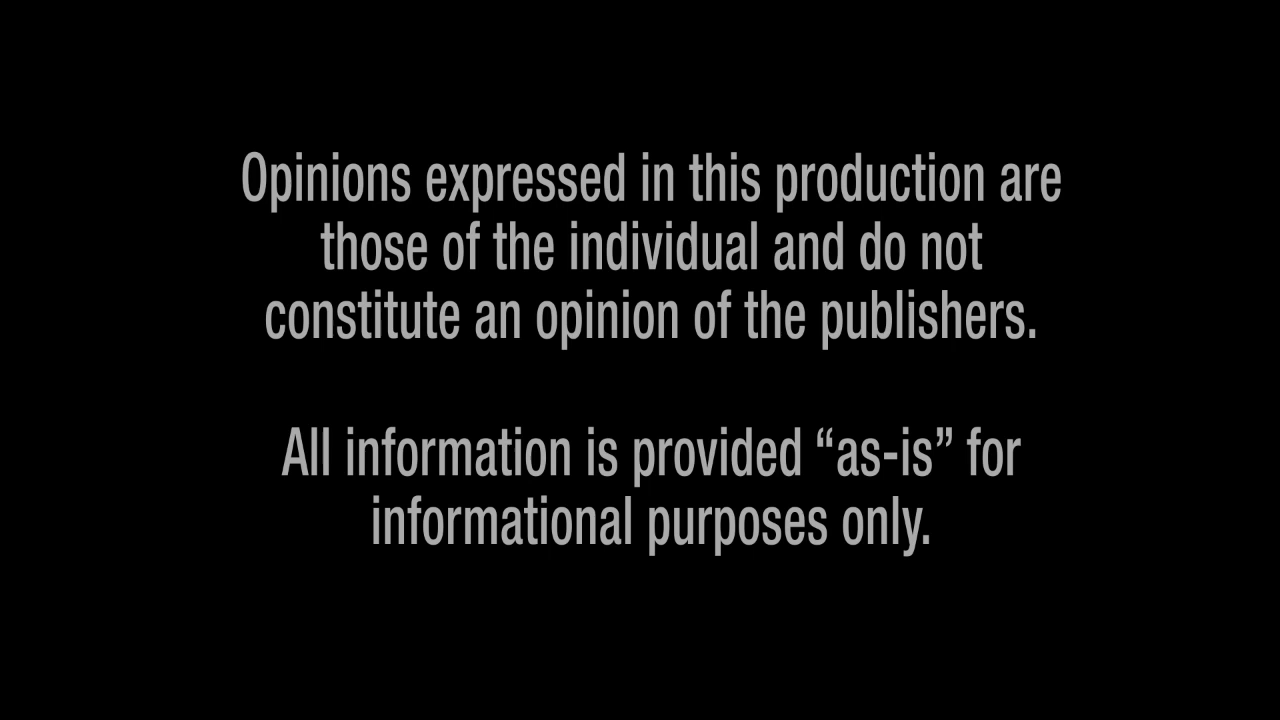 Opinions expressed in this production are
those of the individual and do not
constitute an opinion of the publishers.
All information is provided “as-is” for
informational purposes only.